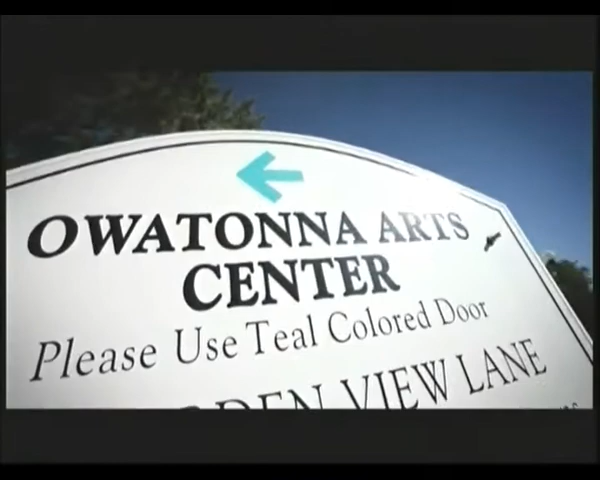 OWATONNA ARTS
CENTER
Please Use Teal Colored Door
VIEW LANE